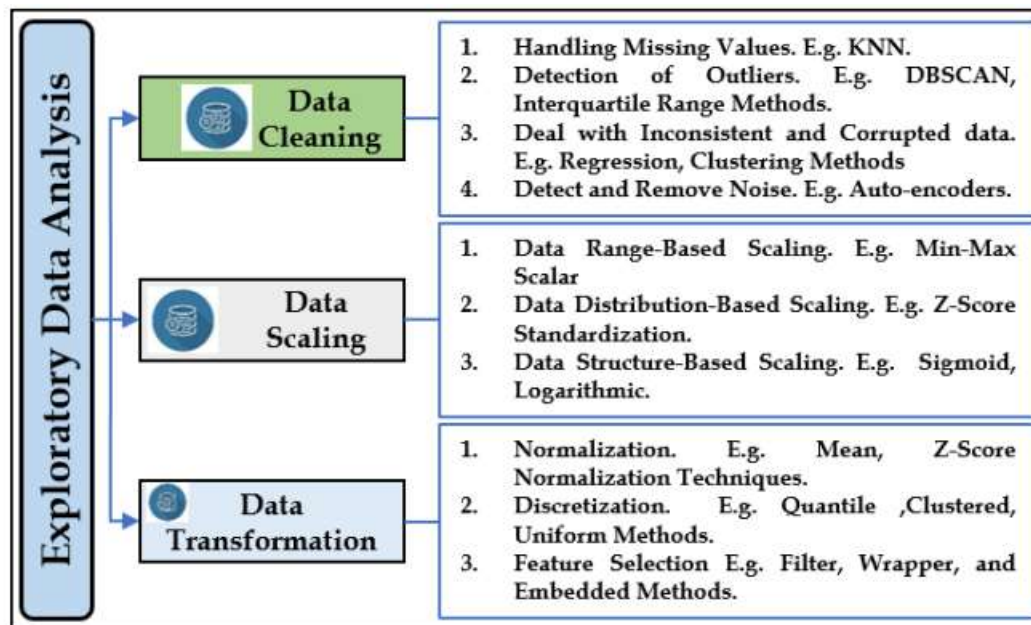 Exploratory Data Analysis
Data
Cleaning
1. Handling Missing Values. E.g. KNN.
2. Detection of Outliers. E.g. DBSCAN,
Interquartile Range Methods.
3. Deal with Inconsistent and Corrupted data.
E.g. Regression, Clustering Methods
4. Detect and Remove Noise. E.g. Auto-encoders.
Data
Scaling
1. Data Range-Based Scaling. E.g. Min-Max
Scalar
2. Data Distribution-Based Scaling. E.g. Z-Score
Standardization.
3. Data Structure-Based Scaling. E.g. Sigmoid,
Logarithmic.
Data
Transformation
1. Normalization. E.g. Mean, Z-Score
Normalization Techniques.
2. Discretization. E.g. Quantile ,Clustered,
Uniform Methods.
3. Feature Selection E.g. Filter, Wrapper, and
Embedded Methods.